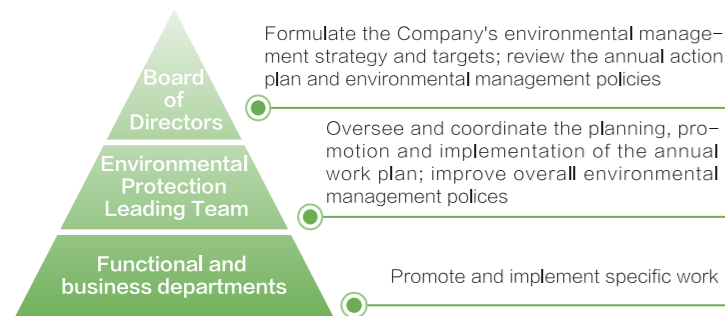 Board
of
Directors
Formulate the Company's environmental manage-
ment strategy and targets; review the annual action
plan and environmental management policies
Environmental
Protection
Leading Team
Oversee and coordinate the planning, pro-
motion and implementation of the annual
work plan; improve overall environmental
management polices
Functional and
business departments
Promote and implement specific work